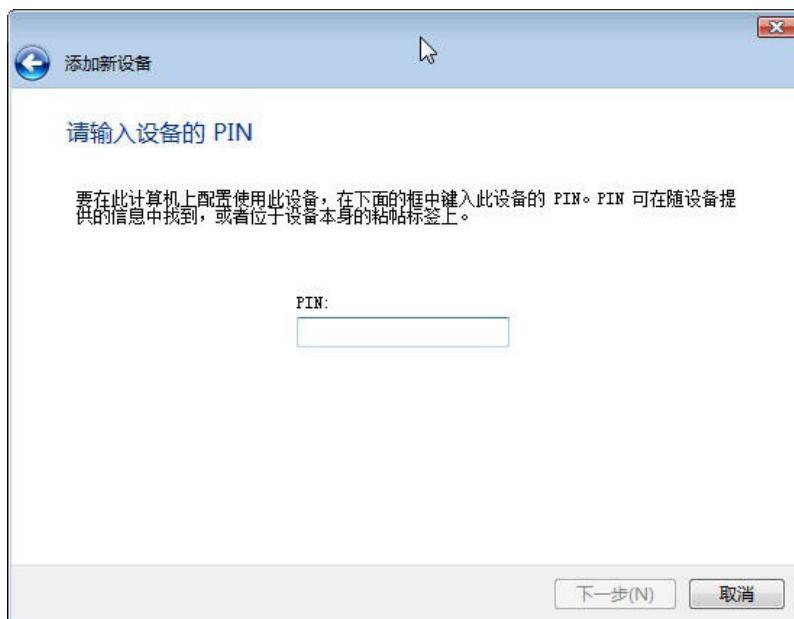 添加新设备
请输入设备的 PIN
要在此计算机上配置使用此设备，在下面的框中键入此设备的 PIN。PIN 可在随设备提
供的信息中找到，或者位于设备本身的粘帖标签上。
PIN:
下一步(N)
取消